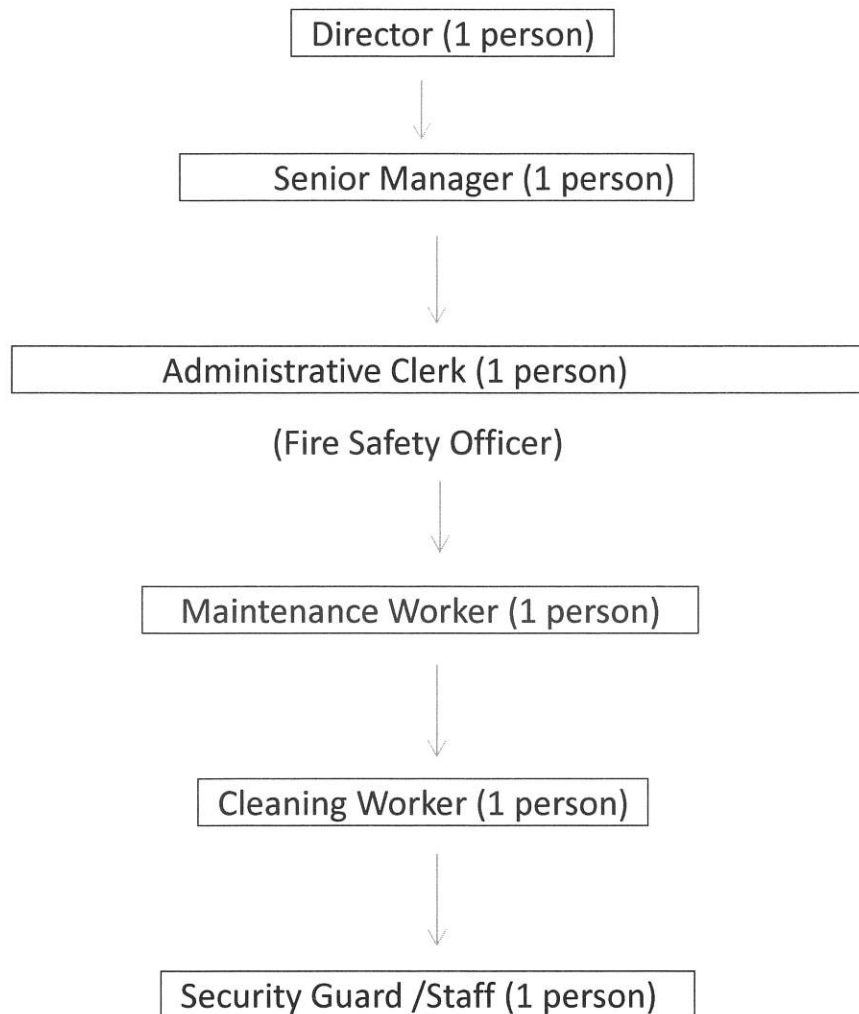 Director (1 person)
Senior Manager (1 person)
Administrative Clerk (1 person)
(Fire Safety Officer)
Maintenance Worker (1 person)
Cleaning Worker (1 person)
Security Guard /Staff (1 person)